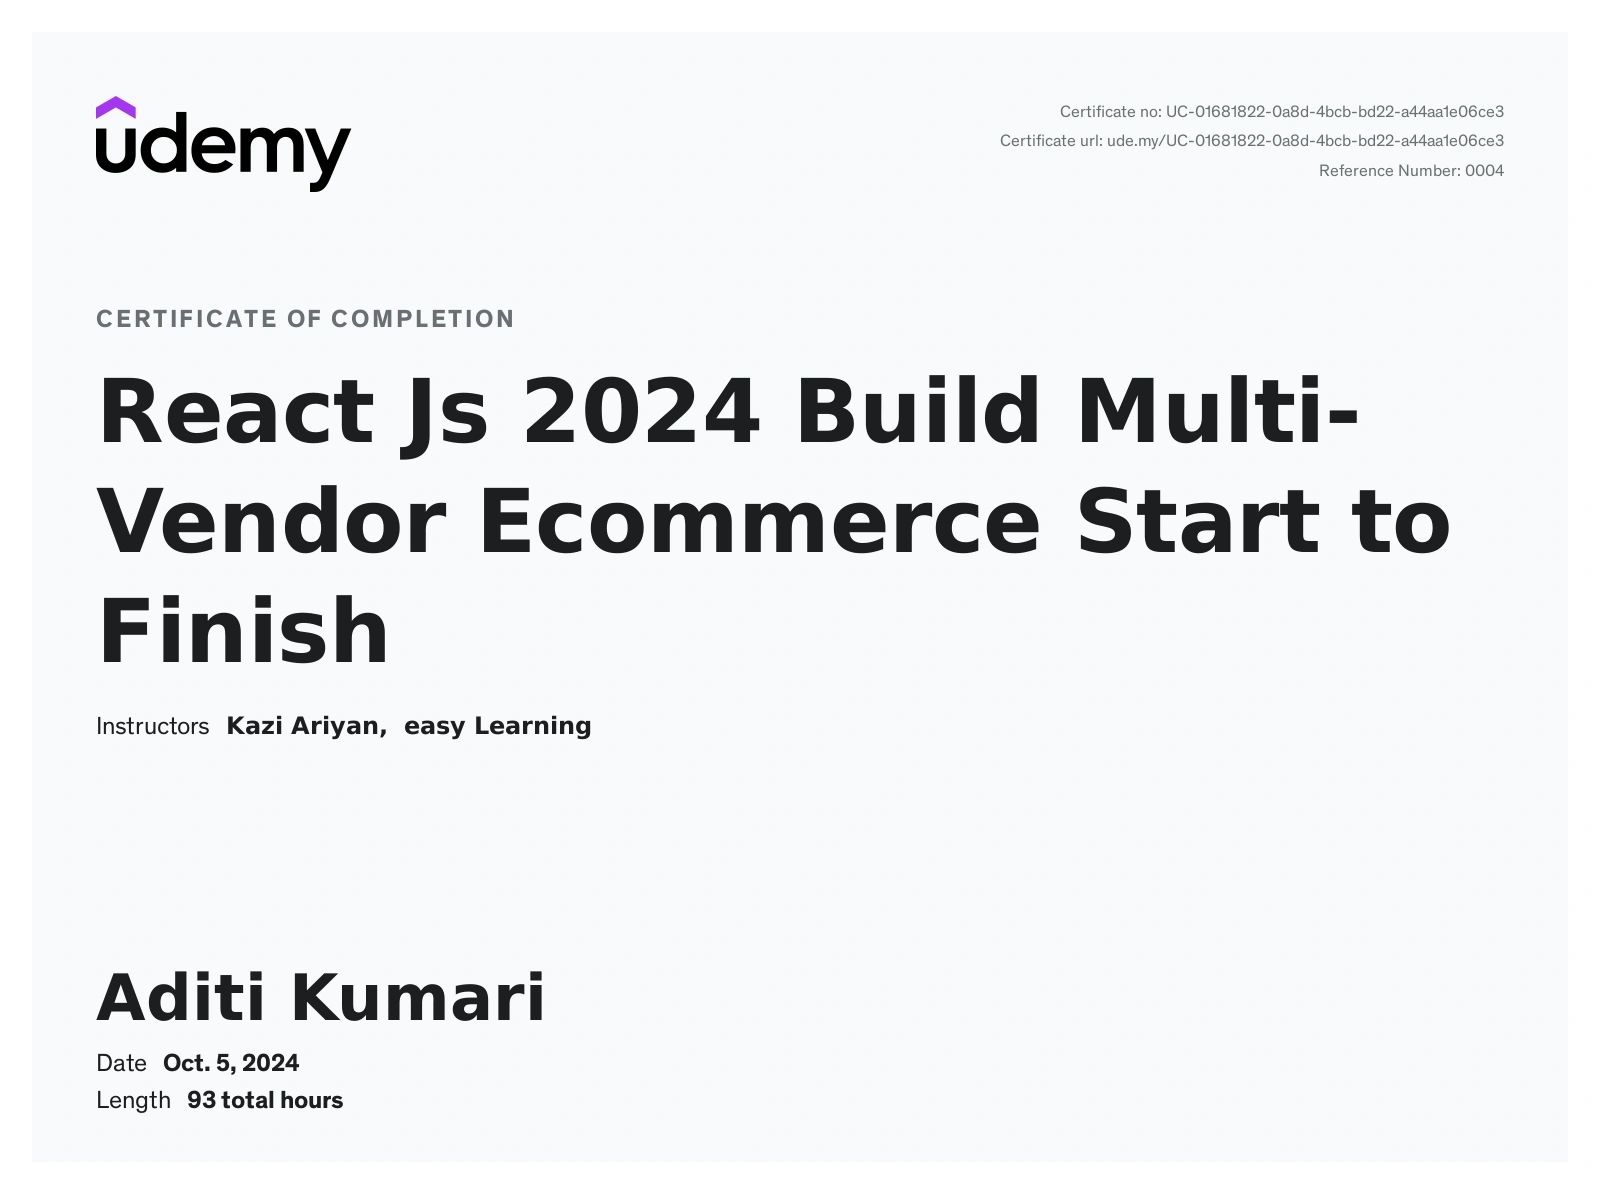 udemy
Certificate no: UC-01681822-0a8d-4bcb-bd22-a44aa1e06ce3
Certificate url: ude.my/UC-01681822-0a8d-4bcb-bd22-a44aa1e06ce3
Reference Number: 0004
CERTIFICATE OF COMPLETION
React Js 2024 Build Multi-
Vendor Ecommerce Start to
Finish
Instructors Kazi Ariyan, easy Learning
Aditi Kumari
Date Oct. 5, 2024
Length 93 total hours